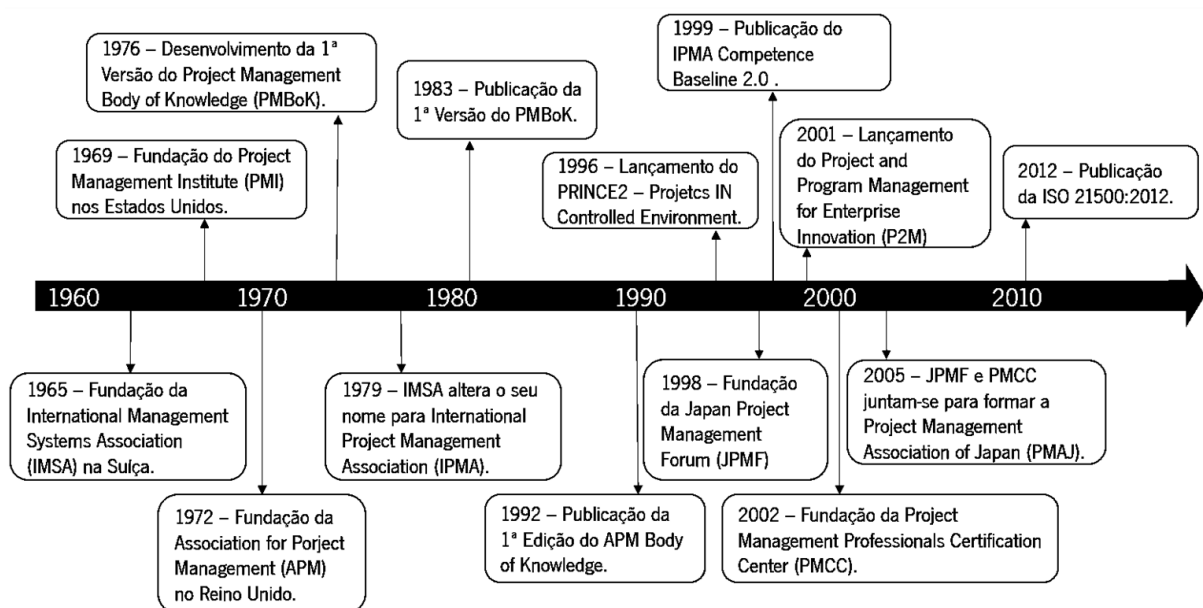 1976 – Desenvolvimento da 1ª
Versão do Project Management
Body of Knowledge (PMBoK).
1969 – Fundação do Project
Management Institute (PMI)
nos Estados Unidos.
1983 – Publicação da
1ª Versão do PMBoK.
1999 – Publicação do
IPMA Competence
Baseline 2.0 .
1996 – Lançamento do
PRINCE2 – Projetcs IN
Controlled Environment.
2001 – Lançamento
do Project and
Program Management
for Enterprise
Innovation (P2M)
2012 – Publicação
da ISO 21500:2012.
1960 1970 1980 1990 2000 2010
1965 – Fundação da
International Management
Systems Association
(IMSA) na Suíça.
1972 – Fundação da
Association for Porject
Management (APM)
no Reino Unido.
1979 – IMSA altera o seu
nome para International
Project Management
Association (IPMA).
1992 – Publicação da
1ª Edição do APM Body
of Knowledge.
1998 – Fundação
da Japan Project
Management
Forum (JPMF)
2002 – Fundação da Project
Management Professionals Certification
Center (PMCC).
2005 – JPMF e PMCC
juntam-se para formar a
Project Management
Association of Japan (PMAJ).